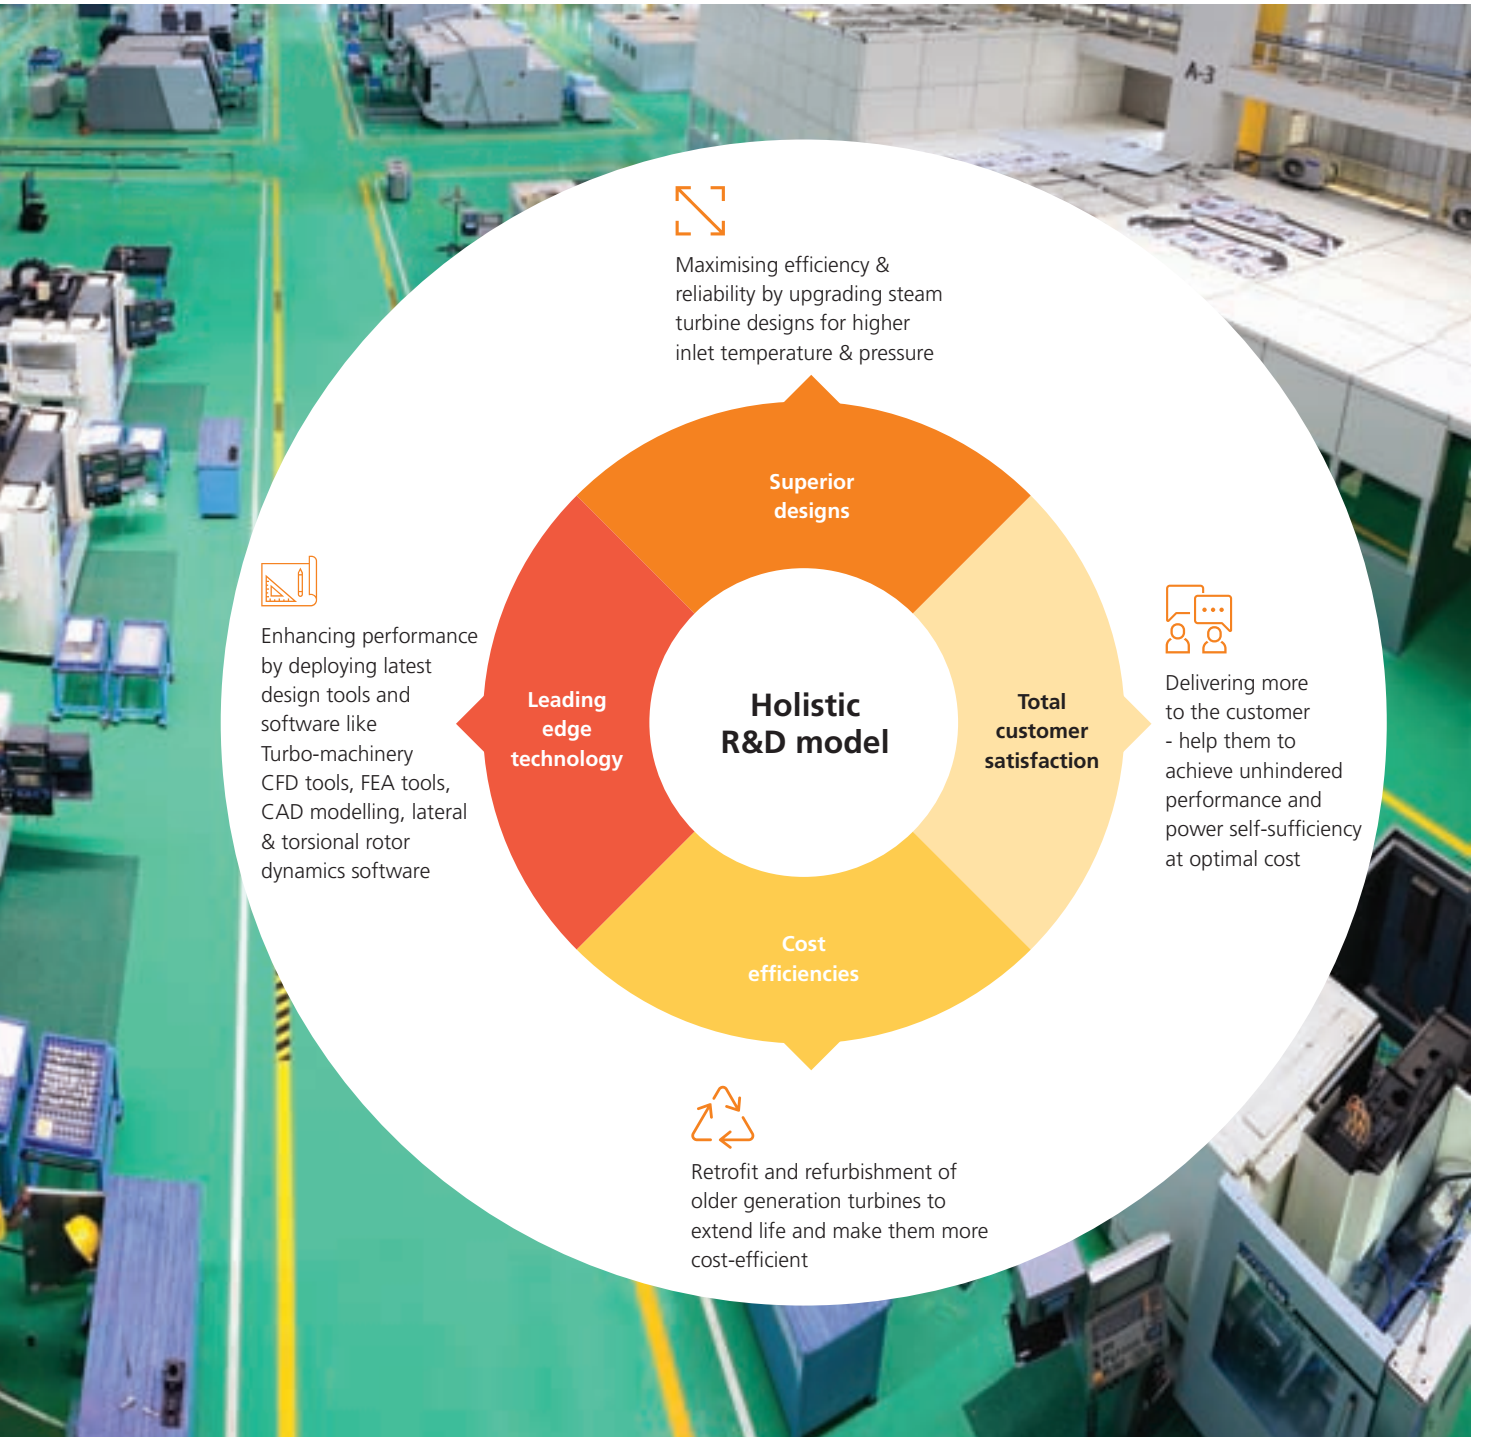 A-3
Maximising efficiency &
reliability by upgrading steam
turbine designs for higher
inlet temperature & pressure
Superior
designs
Enhancing performance
by deploying latest
design tools and
software like
Turbo-machinery
CFD tools, FEA tools,
CAD modelling, lateral
& torsional rotor
dynamics software
Leading
edge
technology
Holistic
R&D model
Total
customer
satisfaction
Delivering more
to the customer
- help them to
achieve unhindered
performance and
power self-sufficiency
at optimal cost
Cost
efficiencies
Retrofit and refurbishment of
older generation turbines to
extend life and make them more
cost-efficient